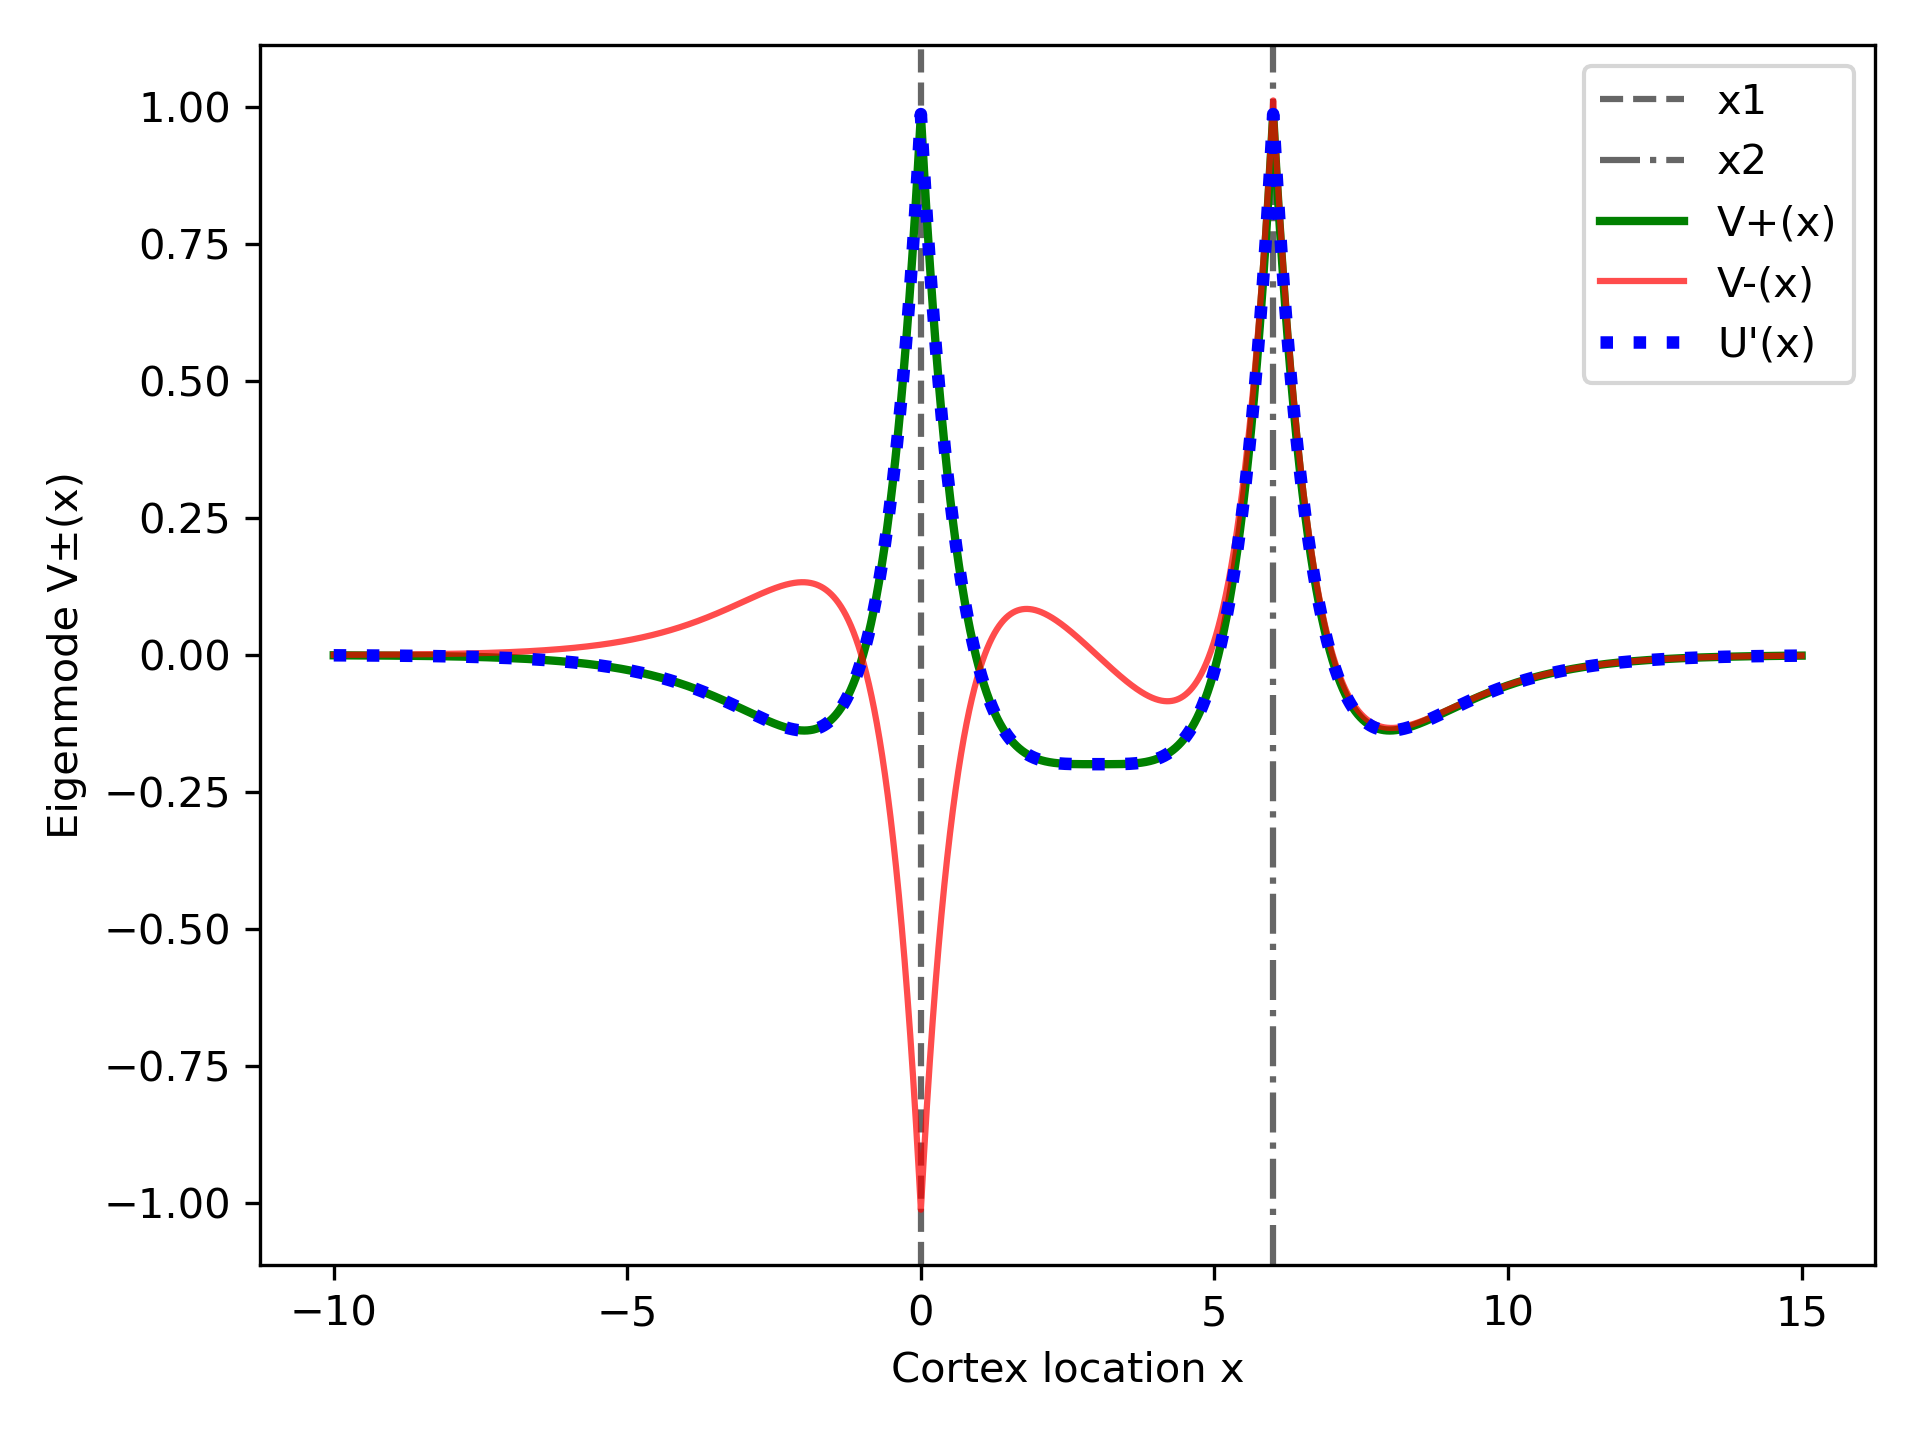 1.00
0.75
0.50
0.25
0.00
−0.25
−0.50
−0.75
−1.00
Eigenmode V±(x)
−10
−5
0
5
10
15
Cortex location x
x1
x2
V+(x)
V-(x)
U'(x)